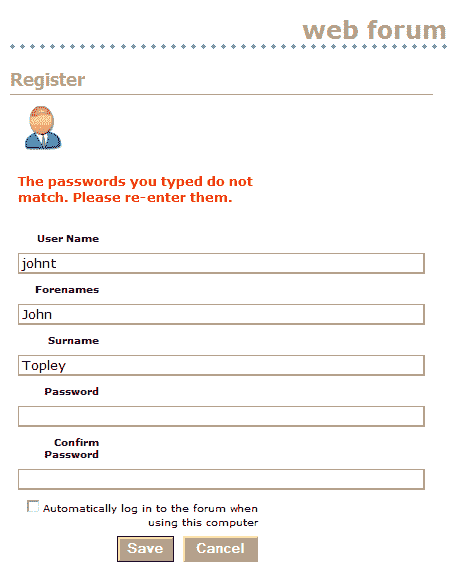 web forum
Register
The passwords you typed do not
match. Please re-enter them.
User Name
johnt
Forenames
John
Surname
Topley
Password
Confirm
Password
Automatically log in to the forum when
using this computer
Save Cancel